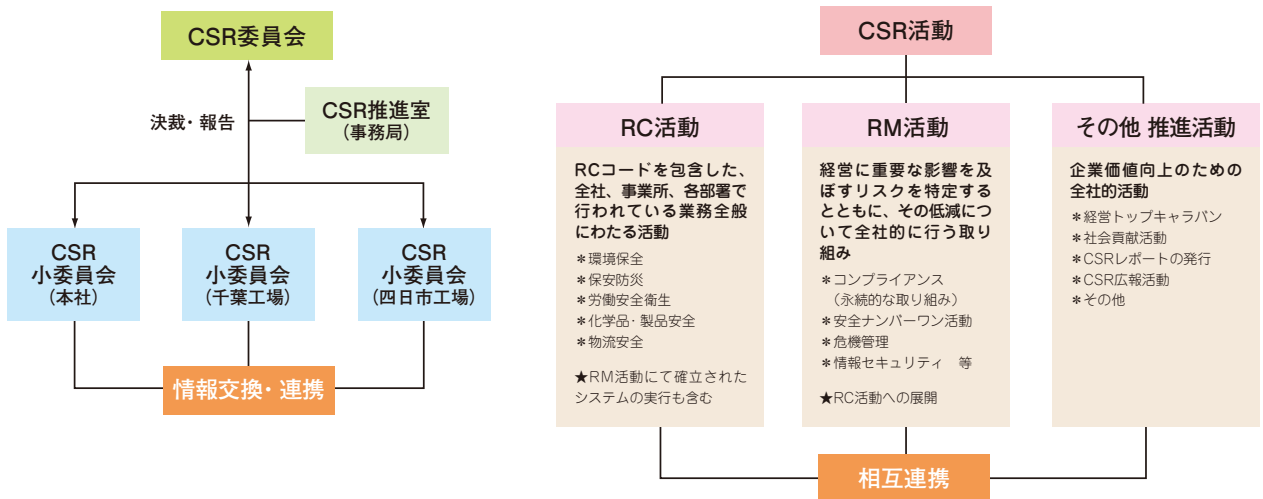 CSR委員会
決裁・報告
CSR推進室
(事務局)
CSR
小委員会
(本社)
CSR
小委員会
(千葉工場)
CSR
小委員会
(四日市工場)
情報交換・連携
CSR活動
RC活動
RCコードを包含した、
全社、事業所、各部署で
行われている業務全般
にわたる活動
＊環境保全
＊保安防災
＊労働安全衛生
＊化学品・製品安全
＊物流安全
★RM活動にて確立された
システムの実行も含む
RM活動
経営に重要な影響を及
ぼすリスクを特定する
とともに、その低減につ
いて全社的に行う取り
組み
＊コンプライアンス
（永続的な取り組み）
＊安全ナンバーワン活動
＊危機管理
＊情報セキュリティ　等
★RC活動への展開
その他 推進活動
企業価値向上のための
全社的活動
＊経営トップキャラバン
＊社会貢献活動
＊CSRレポートの発行
＊CSR広報活動
＊その他
相互連携